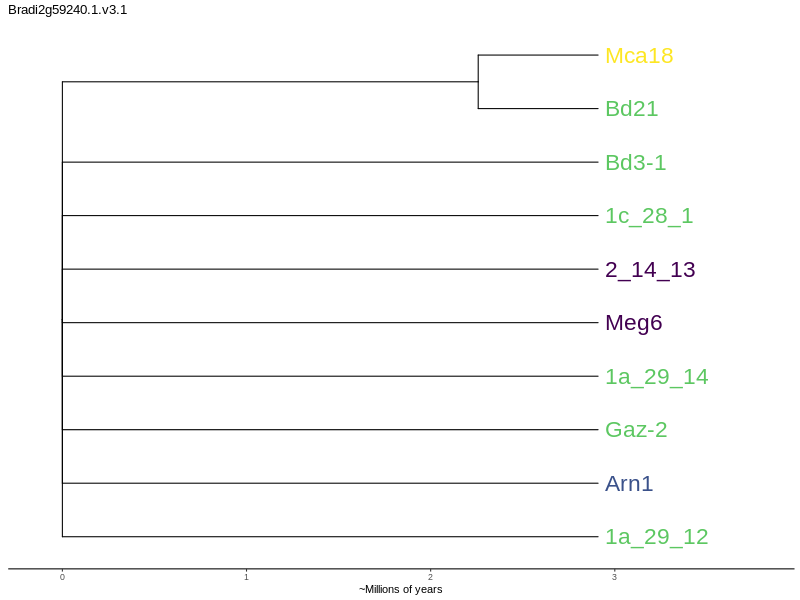 Bradi2g59240.1.v3.1
Mca18
Bd21
Bd3-1
1c_28_1
2_14_13
Meg6
1a_29_14
Gaz-2
Arn1
1a_29_12
0 1 2 3
~Millions of years